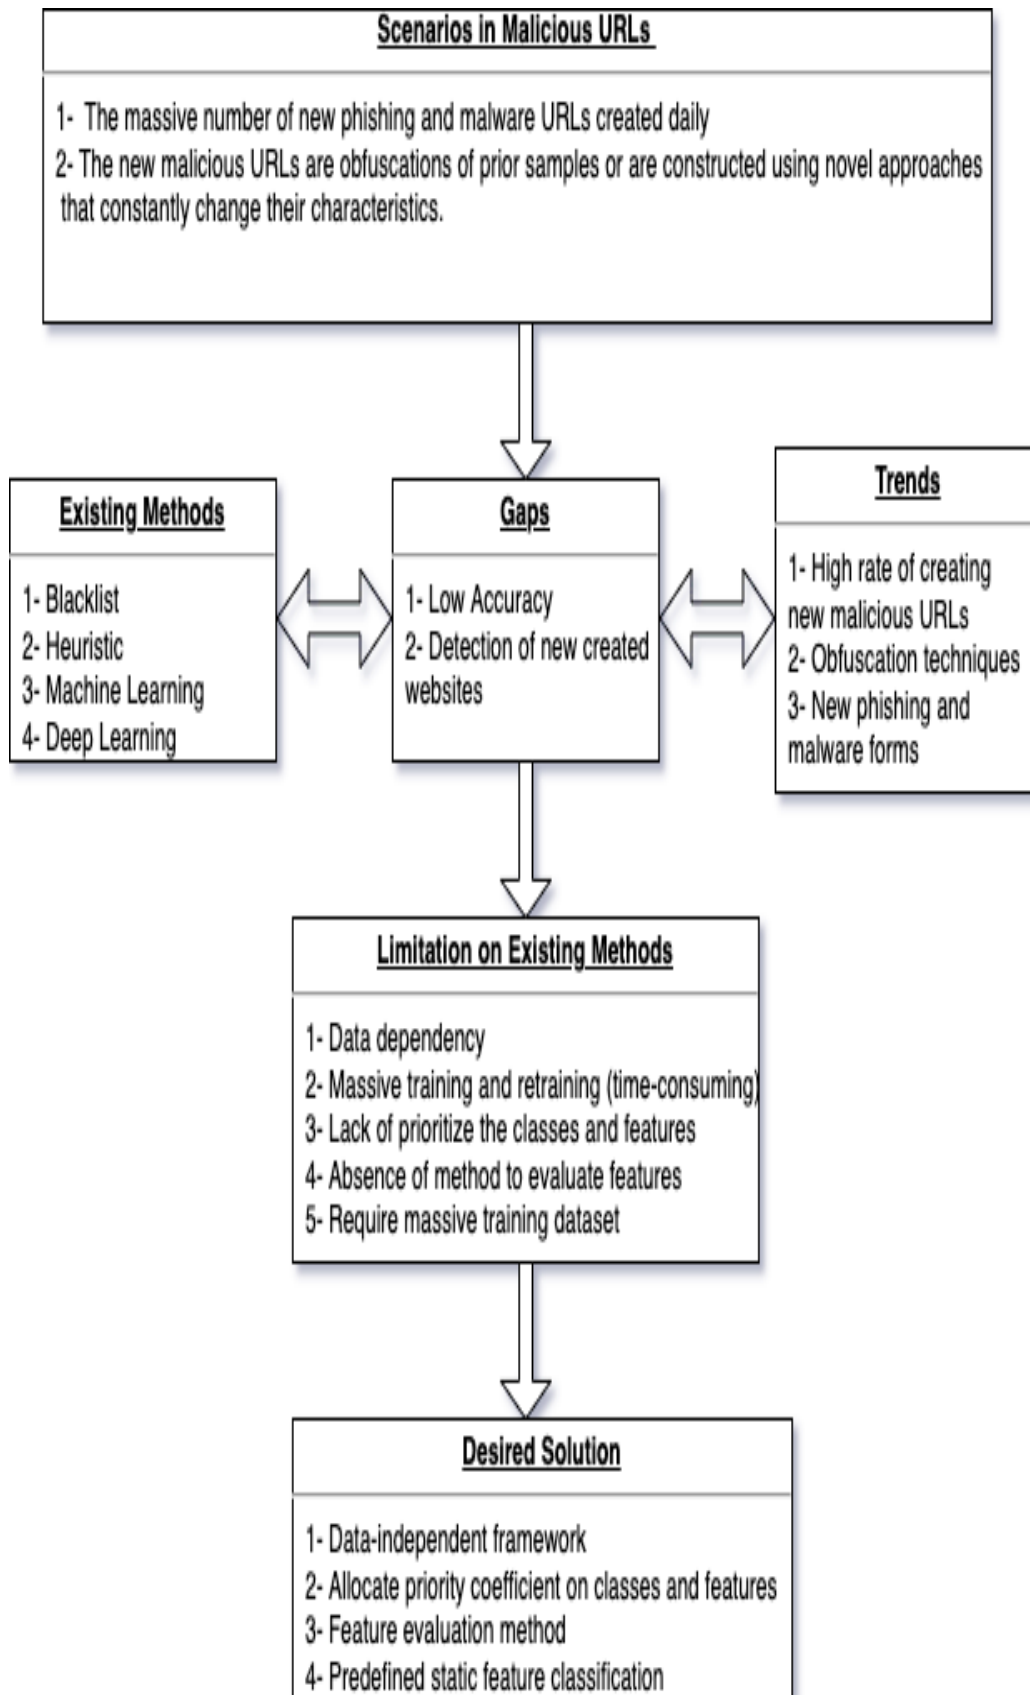 Scenarios in Malicious URLs
1- The massive number of new phishing and malware URLs created daily
2- The new malicious URLs are obfuscations of prior samples or are constructed using novel approaches
that constantly change their characteristics.
Existing Methods
1- Blacklist
2- Heuristic
3- Machine Learning
4- Deep Learning
Gaps
1- Low Accuracy
2- Detection of new created
websites
Trends
1- High rate of creating
new malicious URLs
2- Obfuscation techniques
3- New phishing and
malware forms
Limitation on Existing Methods
1- Data dependency
2- Massive training and retraining (time-consuming)
3- Lack of prioritize the classes and features
4- Absence of method to evaluate features
5- Require massive training dataset
Desired Solution
1- Data-independent framework
2- Allocate priority coefficient on classes and features
3- Feature evaluation method
4- Predefined static feature classification